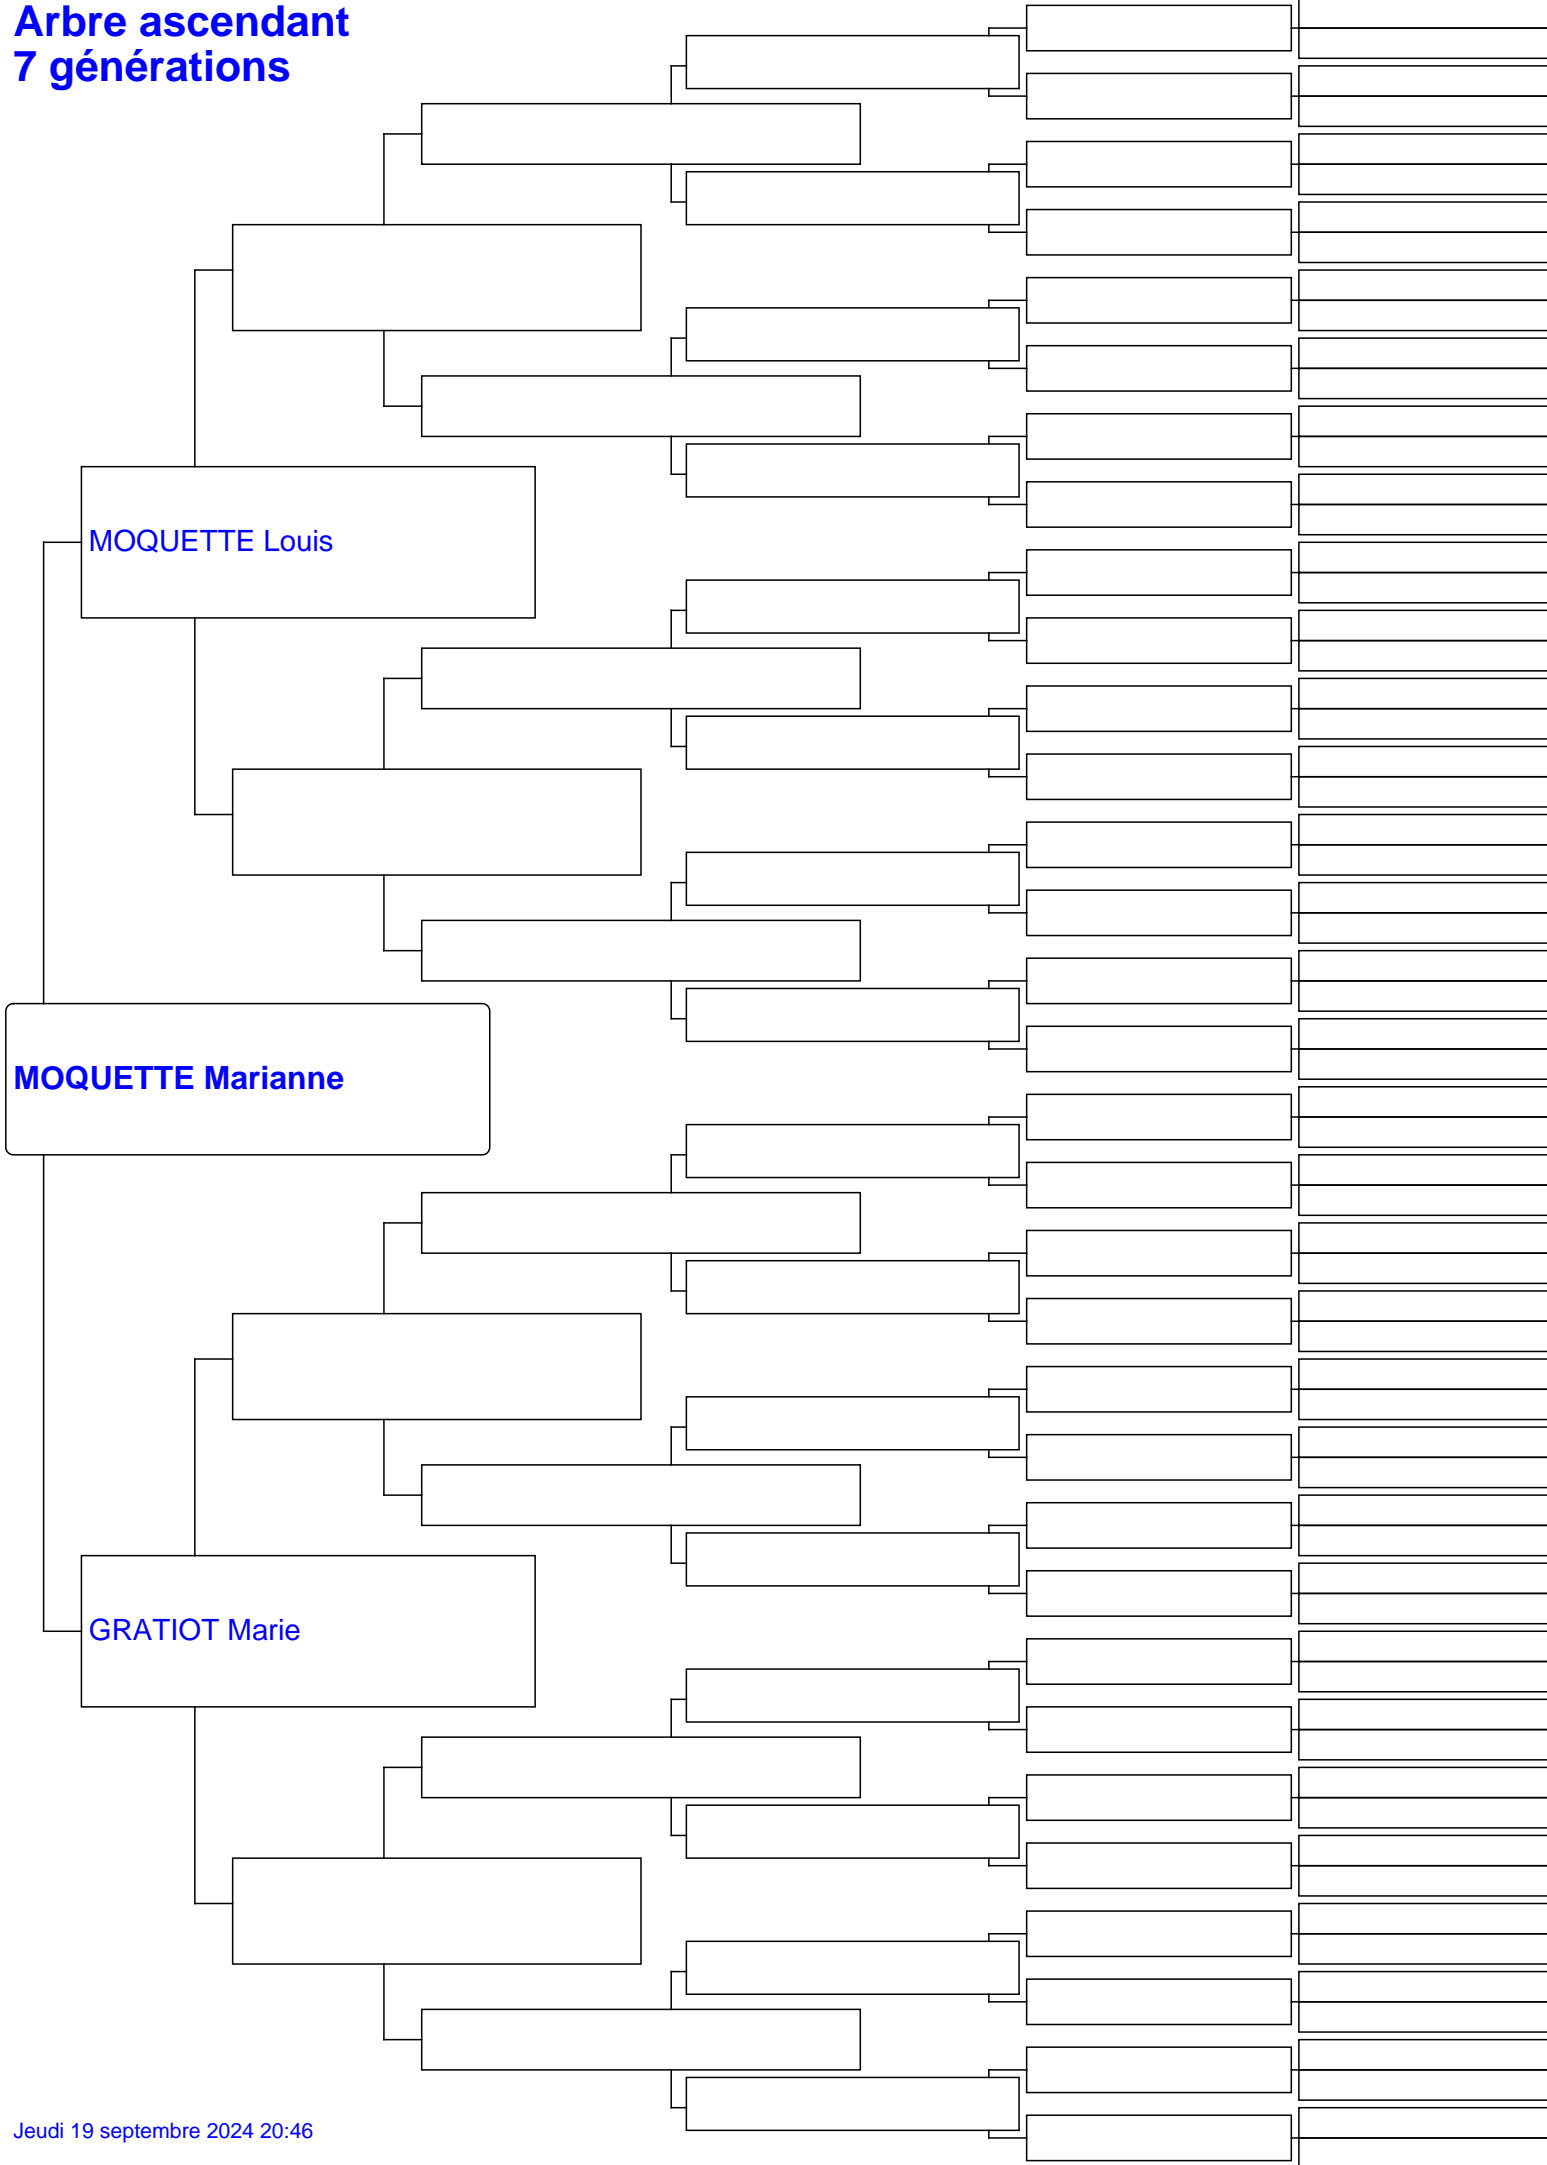 Arbre ascendant
7 générations
MOQUETTE Louis
MOQUETTE Marianne
GRATIOT Marie
Jeudi 19 septembre 2024 20:46